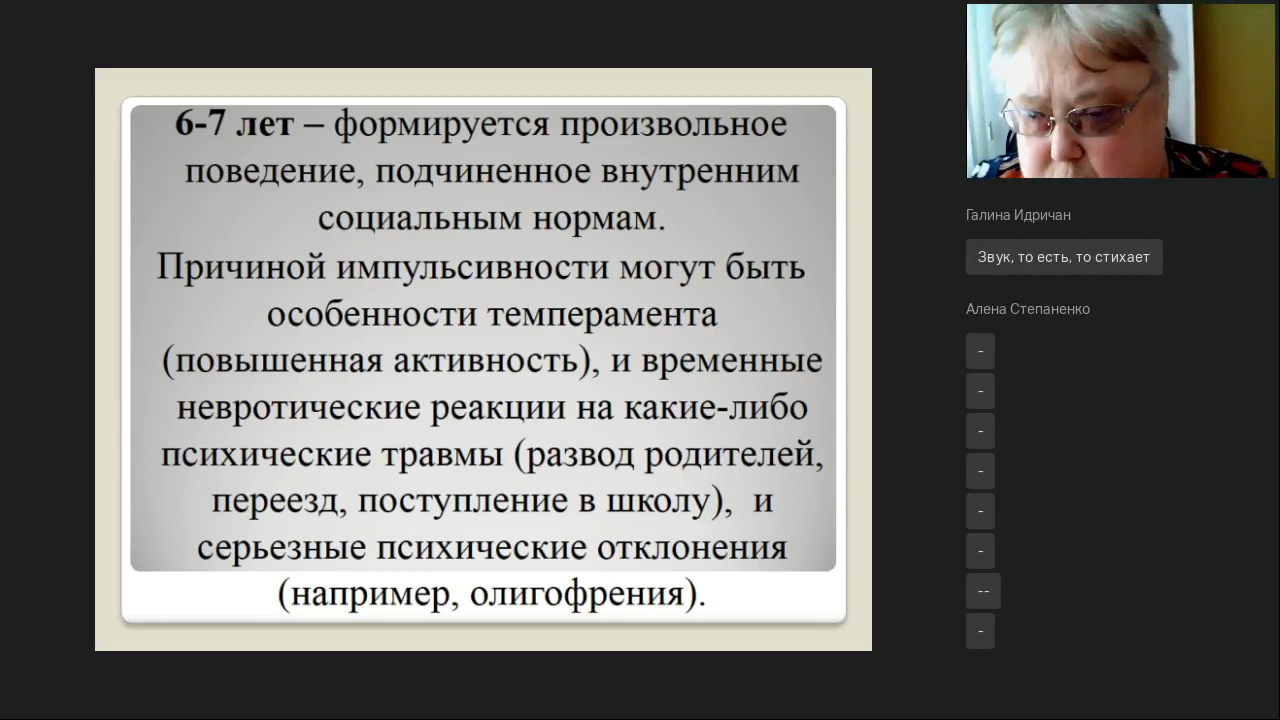 6-7 лет – формируется произвольное
поведение, подчиненное внутренним
социальным нормам.
Причиной импульсивности могут быть
особенности темперамента
(повышенная активность), и временные
невротические реакции на какие-либо
психические травмы (развод родителей,
переезд, поступление в школу), и
серьезные психические отклонения
(например, олигофрения).
Галина Идричан
Звук, то есть, то стихает
Алена Степаненко
-
-
-
-
-
-
--
-